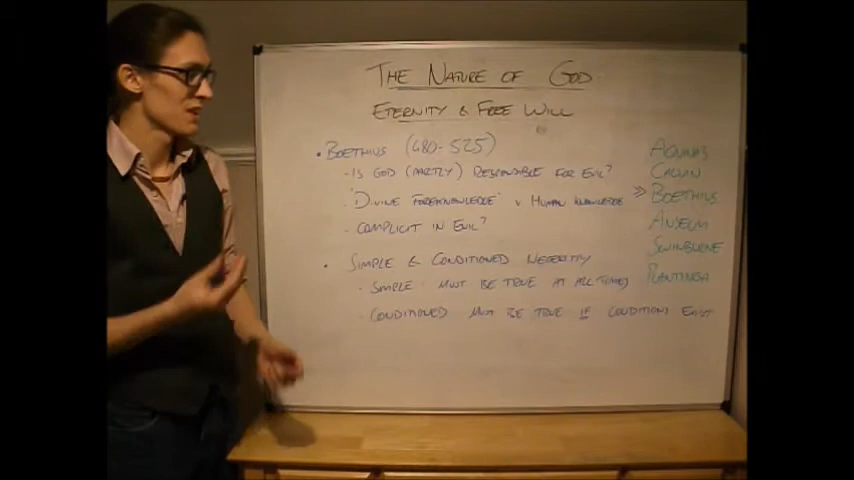 THE NATURE OF GOD
ETERNITY & FREE WILL
• BOETHIUS (480-525)
- IS GOD (PARTLY) RESPONSIBLE FOR EVIL?
- 'DIVINE FOREKNOWLEDGE' V HUMAN KNOWLEDGE
- COMPLICIT IN EVIL?
• SIMPLE & CONDITIONED NECESSITY
- SIMPLE MUST BE TRUE AT ALL TIMES
- CONDITIONED MUST BE TRUE IF CONDITIONS EXIST
AQUINAS
CALVIN
>> BOETHIUS
ANSELM
SWINBURNE
PLANTINGA